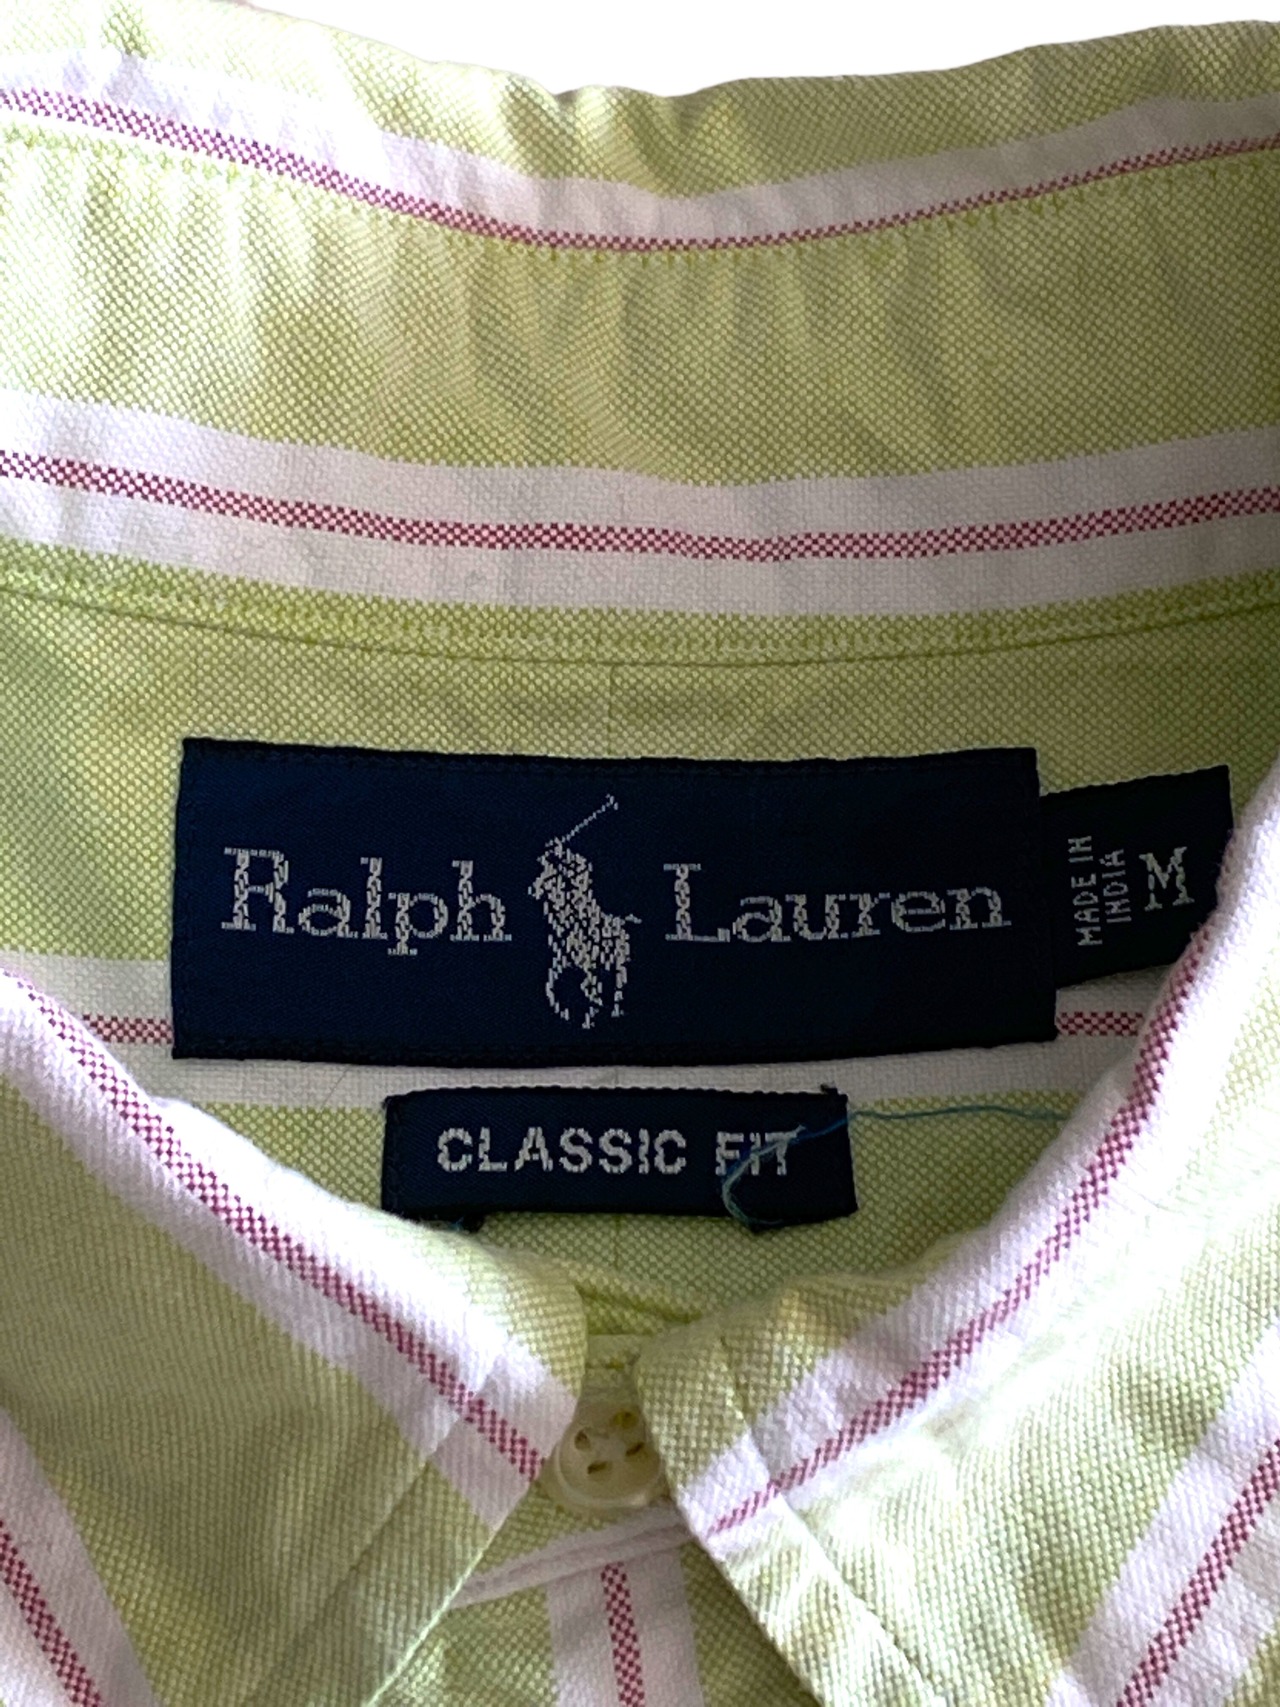 Ralph Lauren
MADE IN
INDIA
M
CLASSIC FIT